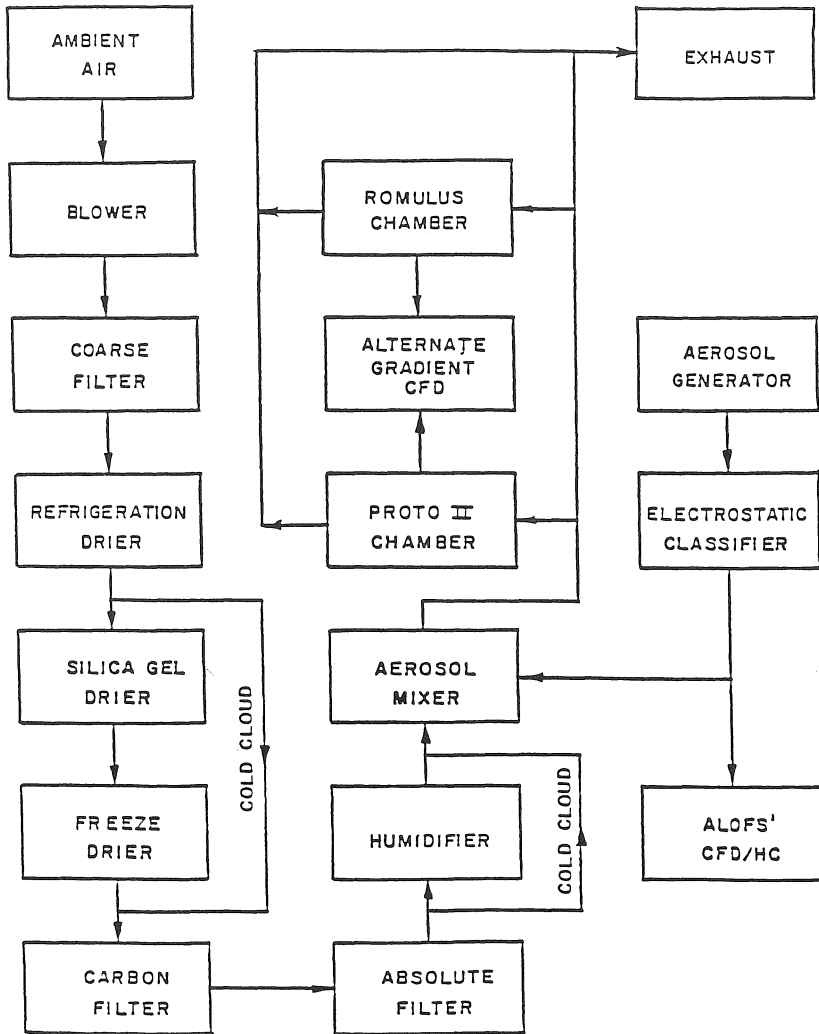 AMBIENT
AIR
BLOWER
COARSE
FILTER
REFRIGERATION
DRIER
SILICA GEL
DRIER
FREEZE
DRIER
CARBON
FILTER
COLD CLOUD
ROMULUS
CHAMBER
ALTERNATE
GRADIENT
CFD
PROTO II
CHAMBER
AEROSOL
MIXER
HUMIDIFIER
COLD CLOUD
ABSOLUTE
FILTER
EXHAUST
AEROSOL
GENERATOR
ELECTROSTATIC
CLASSIFIER
ALOFS'
CFD/HC